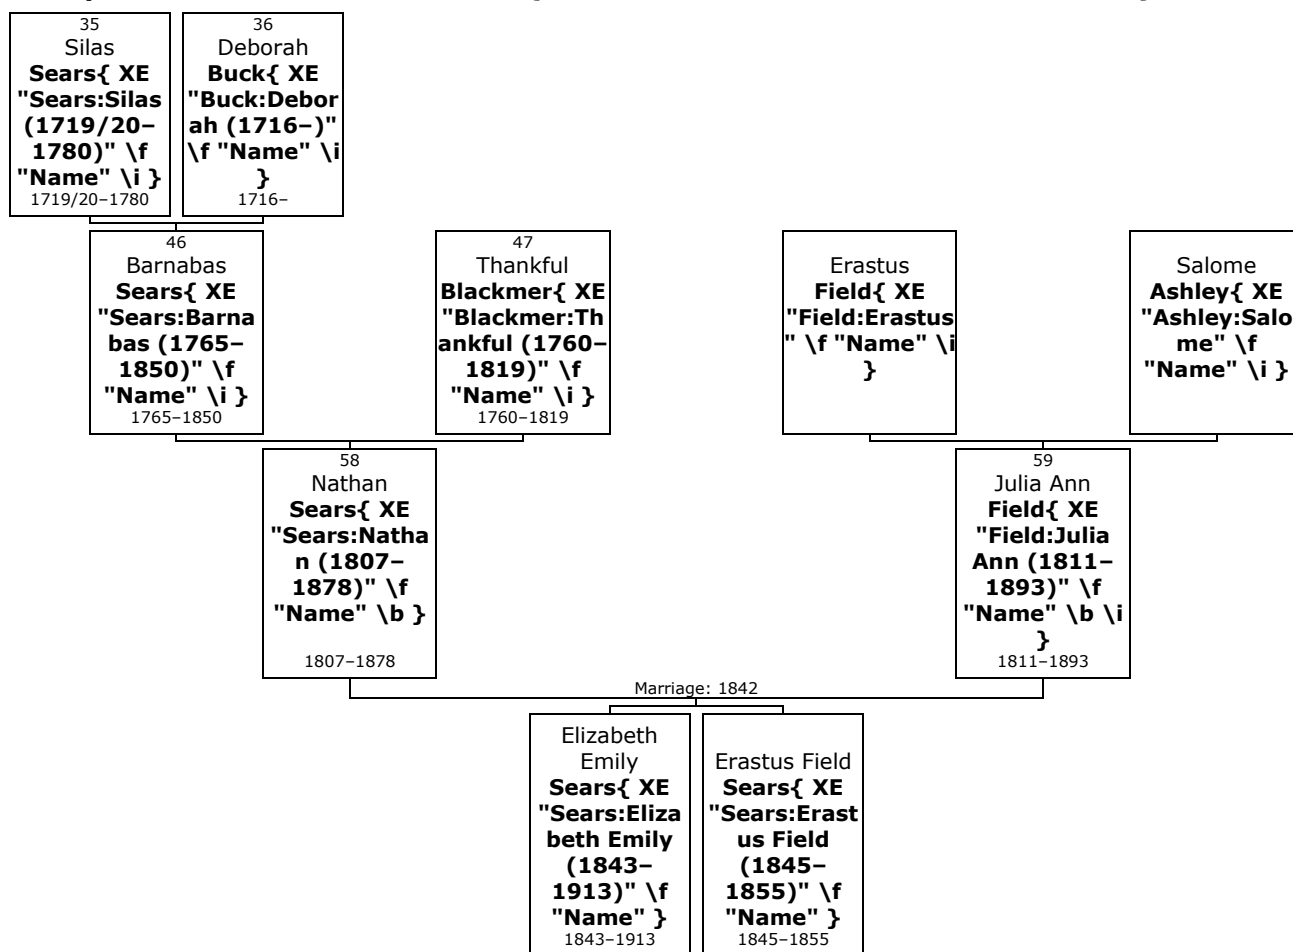 35
Silas
Sears{ XE
"Sears:Silas
(1719/20–
1780)" \f
"Name" \i }
1719/20–1780
36
Deborah
Buck{ XE
"Buck:Debor
ah (1716–)"
\f "Name" \i
}
1716–
46
Barnabas
Sears{ XE
"Sears:Barna
bas (1765–
1850)" \f
"Name" \i }
1765–1850
47
Thankful
Blackmer{ XE
"Blackmer:Th
ankful (1760–
1819)" \f
"Name" \i }
1760–1819
Erastus
Field{ XE
"Field:Erastus
" \f "Name" \i
}
Salome
Ashley{ XE
"Ashley:Salo
me" \f
"Name" \i }
58
Nathan
Sears{ XE
"Sears:Natha
n (1807–
1878)" \f
"Name" \b }
1807–1878
59
Julia Ann
Field{ XE
"Field:Julia
Ann (1811–
1893)" \f
"Name" \b \i
}
1811–1893
Marriage: 1842
Elizabeth
Emily
Sears{ XE
"Sears:Eliza
beth Emily
(1843–
1913)" \f
"Name" }
1843–1913
Erastus Field
Sears{ XE
"Sears:Erast
us Field
(1845–
1855)" \f
"Name" }
1845–1855